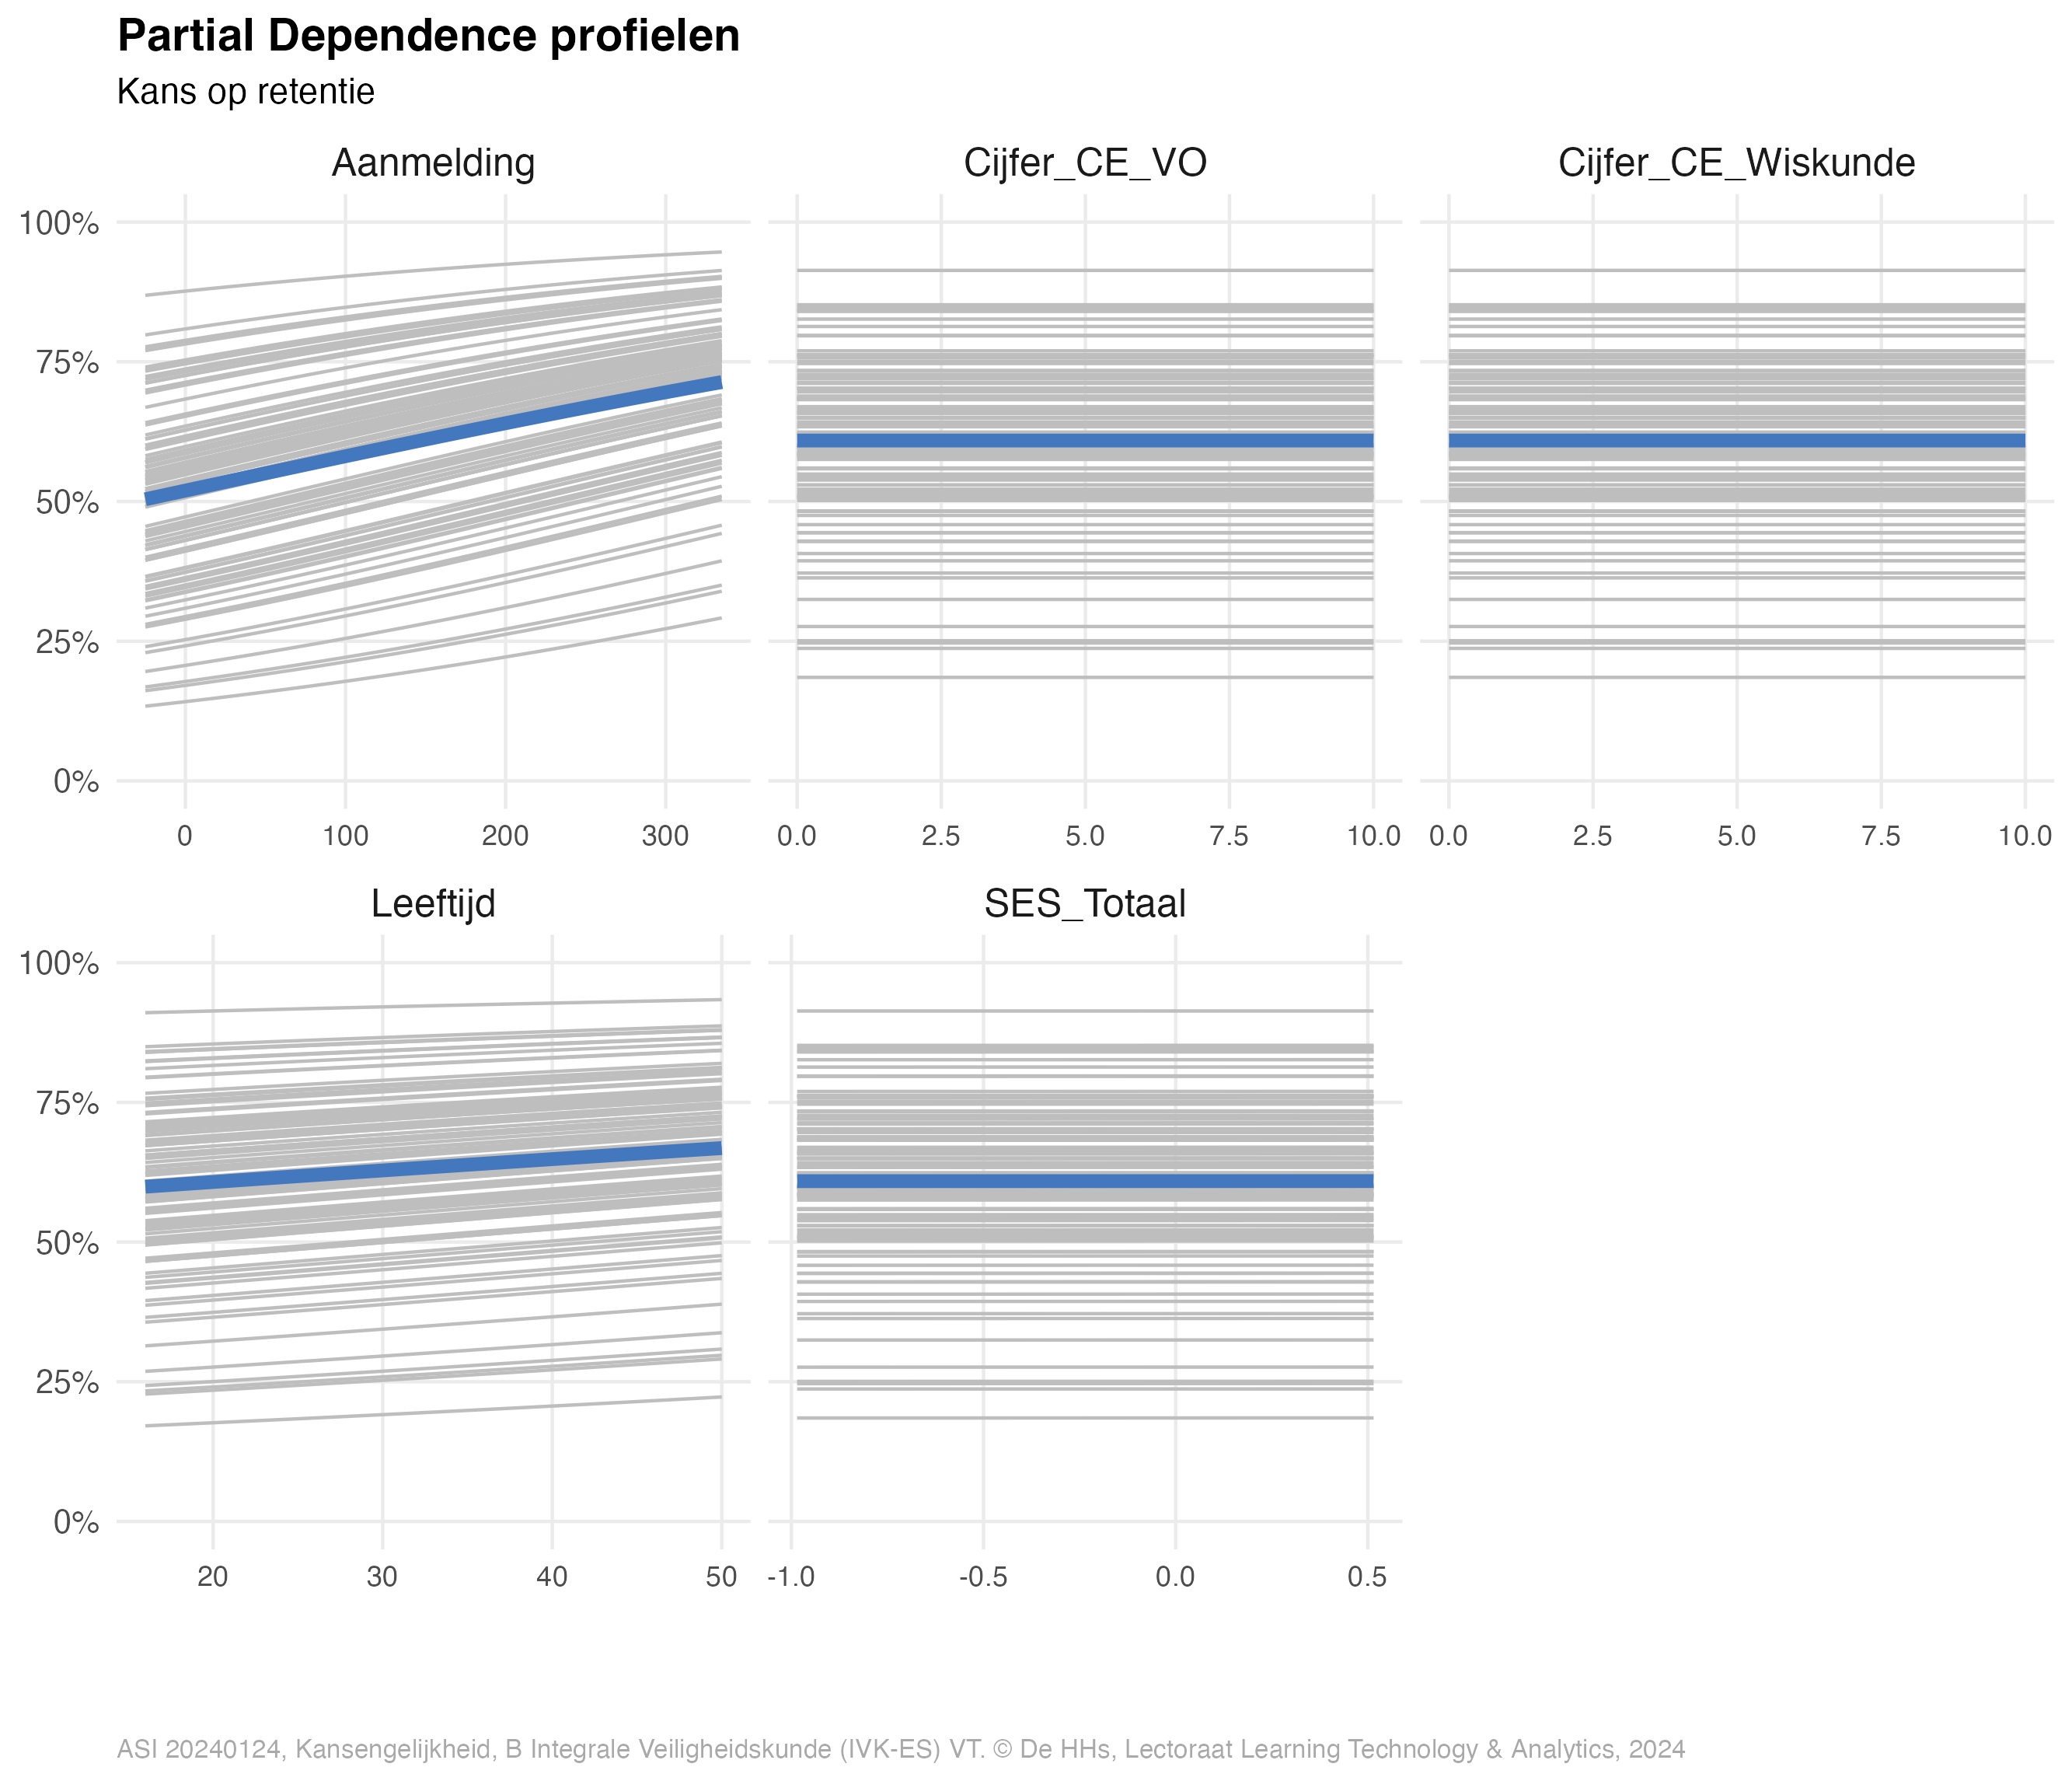 Partial Dependence profielen
Kans op retentie
Aanmelding
Cijfer_CE_VO
Cijfer_CE_Wiskunde
100%
75%
50%
25%
0%
0 100 200 300
0.0 2.5 5.0 7.5 10.0
0.0 2.5 5.0 7.5 10.0
Leeftijd
SES_Totaal
100%
75%
50%
25%
0%
20 30 40 50
-1.0 -0.5 0.0 0.5
ASI 20240124, Kansengelijkheid, B Integrale Veiligheidskunde (IVK-ES) VT. © De HHs, Lectoraat Learning Technology & Analytics, 2024